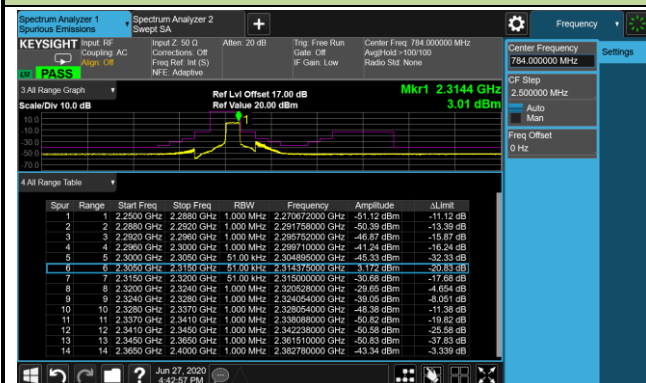 Spectrum Analyzer 1
Spurious Emissions
Spectrum Analyzer 2
Swept SA
Frequency
KEYSIGHT
Input: RF
Coupling: AC
Align: Off
Input Z: 50 Ω
Corrections: Off
Freq Ref: Int (S)
NFE: Adaptive
Atten: 20 dB
Trig: Free Run
Gate: Off
IF Gain: Low
Center Freq: 784.000000 MHz
Avg|Hold:>100/100
Radio Std: None
PASS
Center Frequency
784.000000 MHz
Settings
CF Step
2.500000 MHz
Auto
Man
Freq Offset
0 Hz
3 All Range Graph
Scale/Div 10.0 dB
Ref Lvl Offset 17.00 dB
Ref Value 20.00 dBm
Mkr1 2.3144 GHz
3.01 dBm
10.0
-10.0
-30.0
-50.0
-70.0
1
4 All Range Table
Spur Range Start Freq Stop Freq RBW Frequency Amplitude ΔLimit
1 1 2.2500 GHz 2.2880 GHz 1.000 MHz 2.270672000 GHz -51.12 dBm -11.12 dB
2 2 2.2880 GHz 2.2920 GHz 1.000 MHz 2.291758000 GHz -50.39 dBm -13.39 dB
3 3 2.2920 GHz 2.2960 GHz 1.000 MHz 2.295752000 GHz -46.87 dBm -15.87 dB
4 4 2.2960 GHz 2.3000 GHz 1.000 MHz 2.299710000 GHz -41.24 dBm -16.24 dB
5 5 2.3000 GHz 2.3050 GHz 51.00 kHz 2.304895000 GHz -45.33 dBm -32.33 dB
6 6 2.3050 GHz 2.3150 GHz 51.00 kHz 2.314375000 GHz 3.172 dBm -20.83 dB
7 7 2.3150 GHz 2.3200 GHz 51.00 kHz 2.315000000 GHz -30.68 dBm -17.68 dB
8 8 2.3200 GHz 2.3240 GHz 1.000 MHz 2.320528000 GHz -29.65 dBm -4.654 dB
9 9 2.3240 GHz 2.3280 GHz 1.000 MHz 2.324054000 GHz -39.05 dBm -8.051 dB
10 10 2.3280 GHz 2.3370 GHz 1.000 MHz 2.328054000 GHz -48.38 dBm -11.38 dB
11 11 2.3370 GHz 2.3410 GHz 1.000 MHz 2.338088000 GHz -50.82 dBm -19.82 dB
12 12 2.3410 GHz 2.3450 GHz 1.000 MHz 2.342238000 GHz -50.58 dBm -25.58 dB
13 13 2.3450 GHz 2.3650 GHz 1.000 MHz 2.361510000 GHz -50.83 dBm -37.83 dB
14 14 2.3650 GHz 2.4000 GHz 1.000 MHz 2.382780000 GHz -43.34 dBm -3.339 dB
Jun 27, 2020
4:42:57 PM